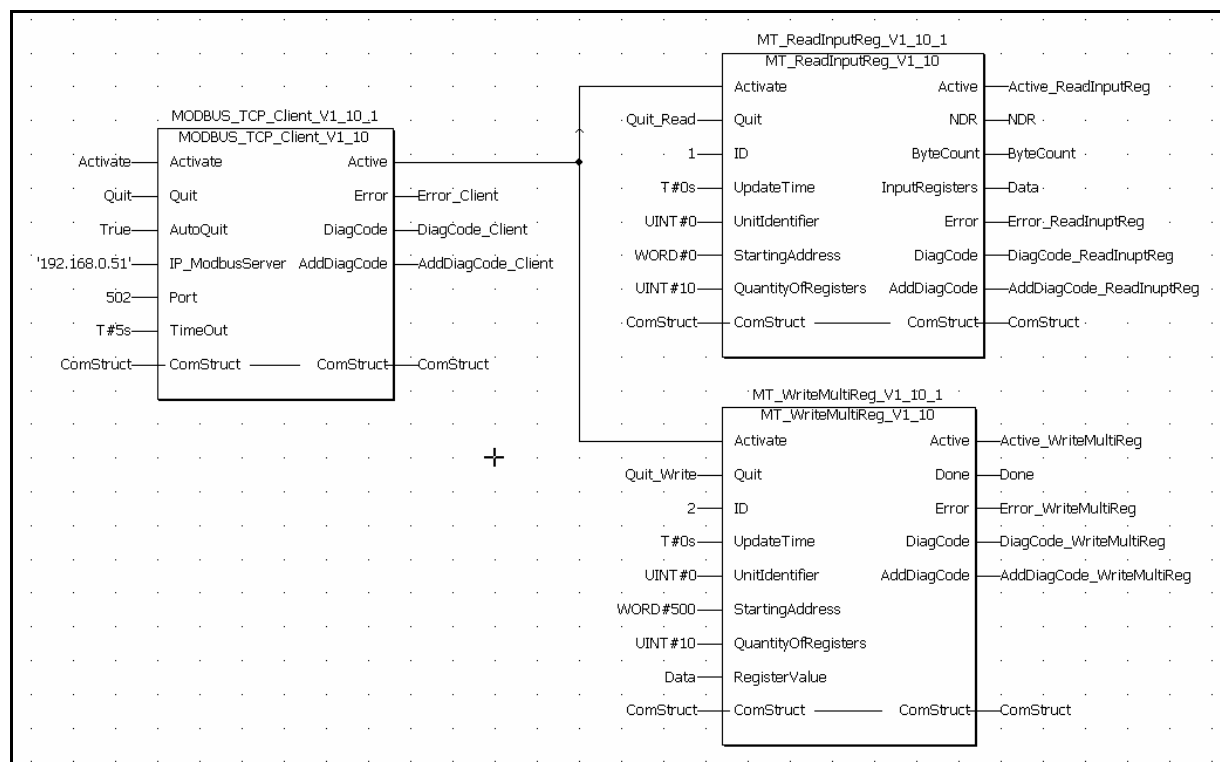 MODBUS_TCP_Client_V1_10_1
MODBUS_TCP_Client_V1_10
Activate Activate Active
Quit Quit Error Error_Client
True AutoQuit DiagCode DiagCode_Client
'192.168.0.51' IP_ModbusServer AddDiagCode AddDiagCode_Client
502 Port
T#5s TimeOut
ComStruct ComStruct ComStruct ComStruct
MT_ReadInputReg_V1_10_1
MT_ReadInputReg_V1_10
Activate Active Active_ReadInputReg
Quit_Read Quit NDR NDR
1 ID ByteCount ByteCount
T#0s UpdateTime InputRegisters Data
UINT#0 UnitIdentifier Error Error_ReadInuptReg
WORD#0 StartingAddress DiagCode DiagCode_ReadInuptReg
UINT#10 QuantityOfRegisters AddDiagCode AddDiagCode_ReadInuptReg
ComStruct ComStruct ComStruct ComStruct
MT_WriteMultiReg_V1_10_1
MT_WriteMultiReg_V1_10
Activate Active Active_WriteMultiReg
Quit_Write Quit Done Done
2 ID Error Error_WriteMultiReg
T#0s UpdateTime DiagCode DiagCode_WriteMultiReg
UINT#0 UnitIdentifier AddDiagCode AddDiagCode_WriteMultiReg
WORD#500 StartingAddress
UINT#10 QuantityOfRegisters
Data RegisterValue
ComStruct ComStruct ComStruct ComStruct